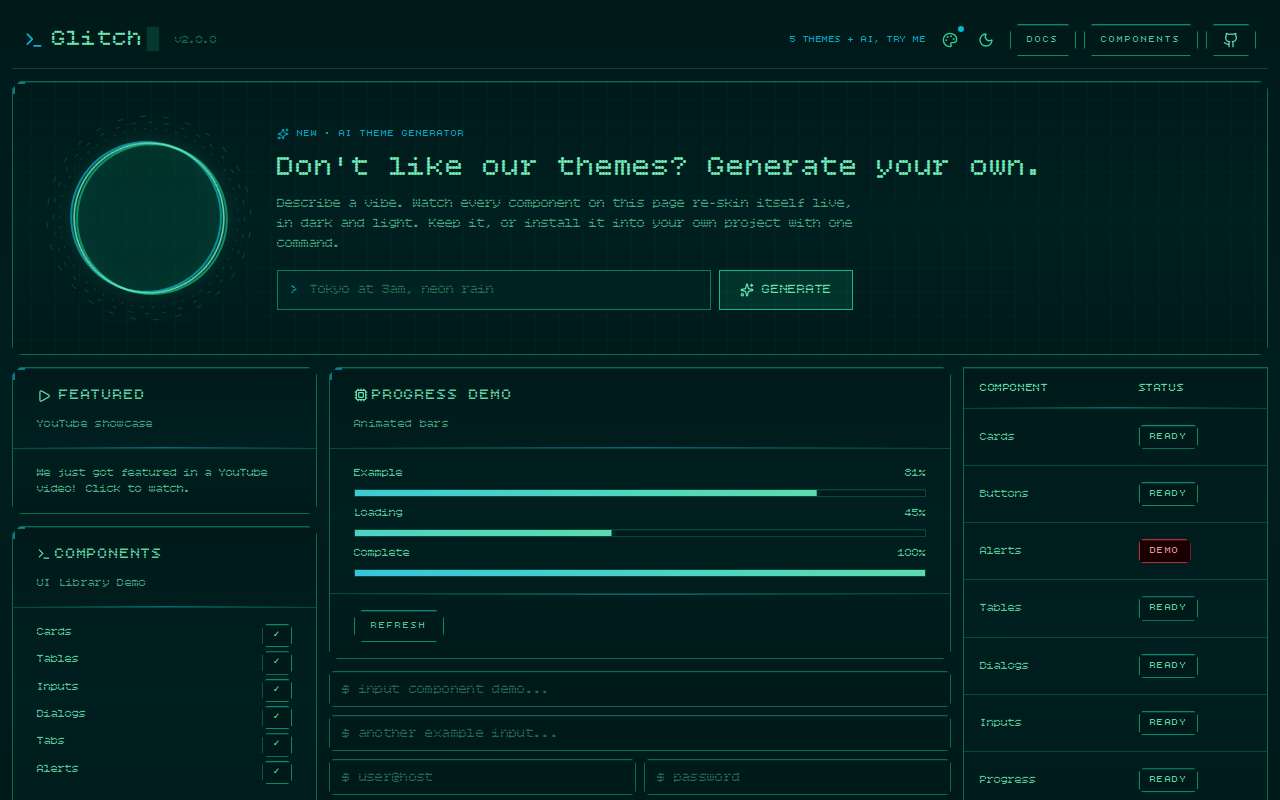 Glitch
v2.0.0
5 THEMES + AI, TRY ME
DOCS
COMPONENTS
NEW · AI THEME GENERATOR
Don't like our themes? Generate your own.
Describe a vibe. Watch every component on this page re-skin itself live,
in dark and light. Keep it, or install it into your own project with one
command.
> Tokyo at 3am, neon rain
GENERATE
FEATURED
YouTube showcase
We just got featured in a YouTube
video! Click to watch.
COMPONENTS
UI Library Demo
Cards ✓
Tables ✓
Inputs ✓
Dialogs ✓
Tabs ✓
Alerts ✓
PROGRESS DEMO
Animated bars
Example 81%
Loading 45%
Complete 100%
REFRESH
$ input component demo...
$ another example input...
$ user@host
$ password
COMPONENT STATUS
Cards READY
Buttons READY
Alerts DEMO
Tables READY
Dialogs READY
Inputs READY
Progress READY